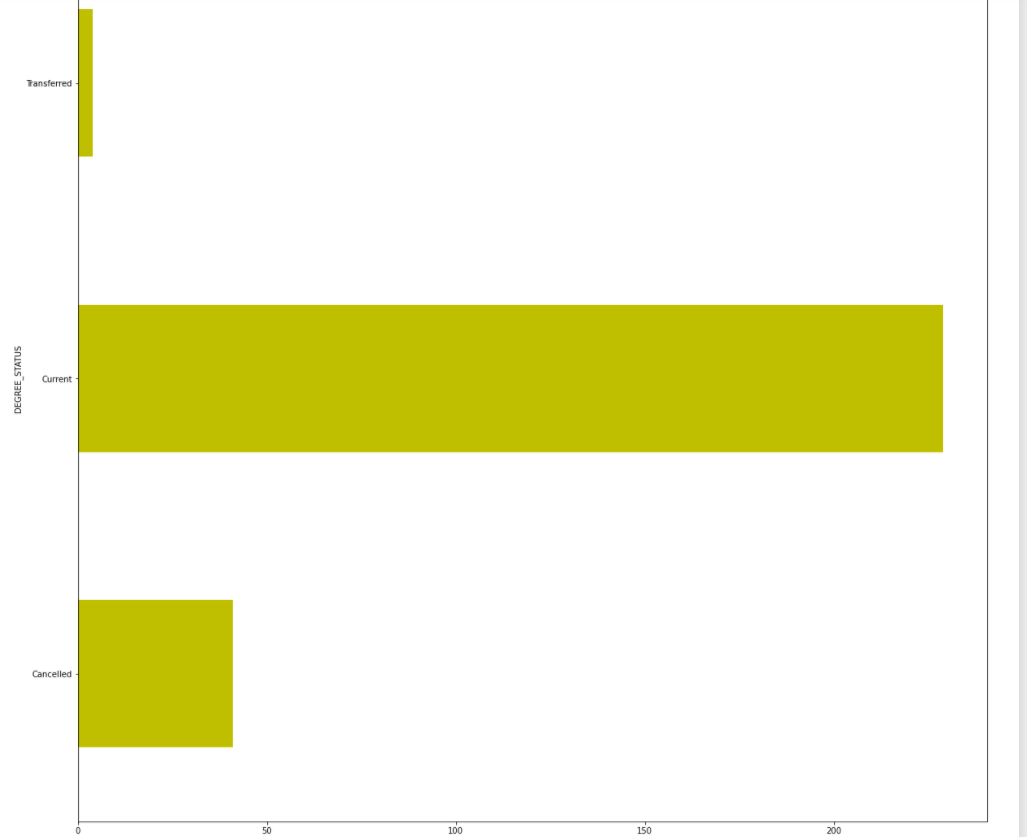 Transferred
DEGREE_STATUS
Current
Cancelled
0 50 100 150 200